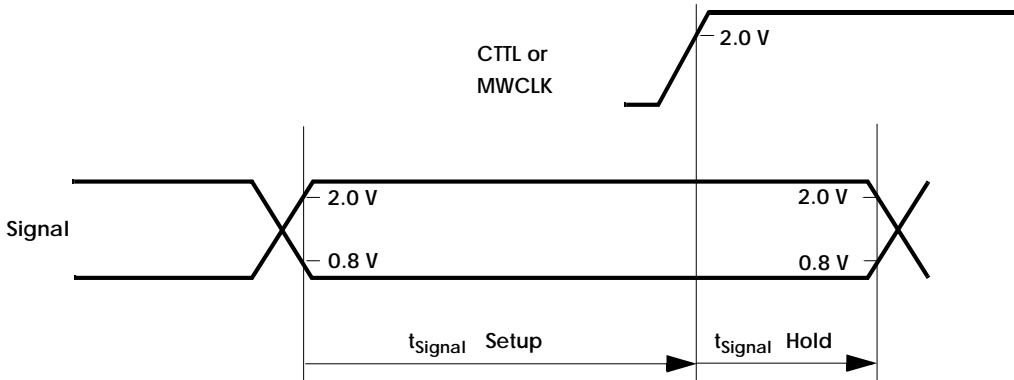 CTTL or
MWCLK
2.0 V
Signal
2.0 V
2.0 V
0.8 V
0.8 V
tSignal Setup
tSignal Hold